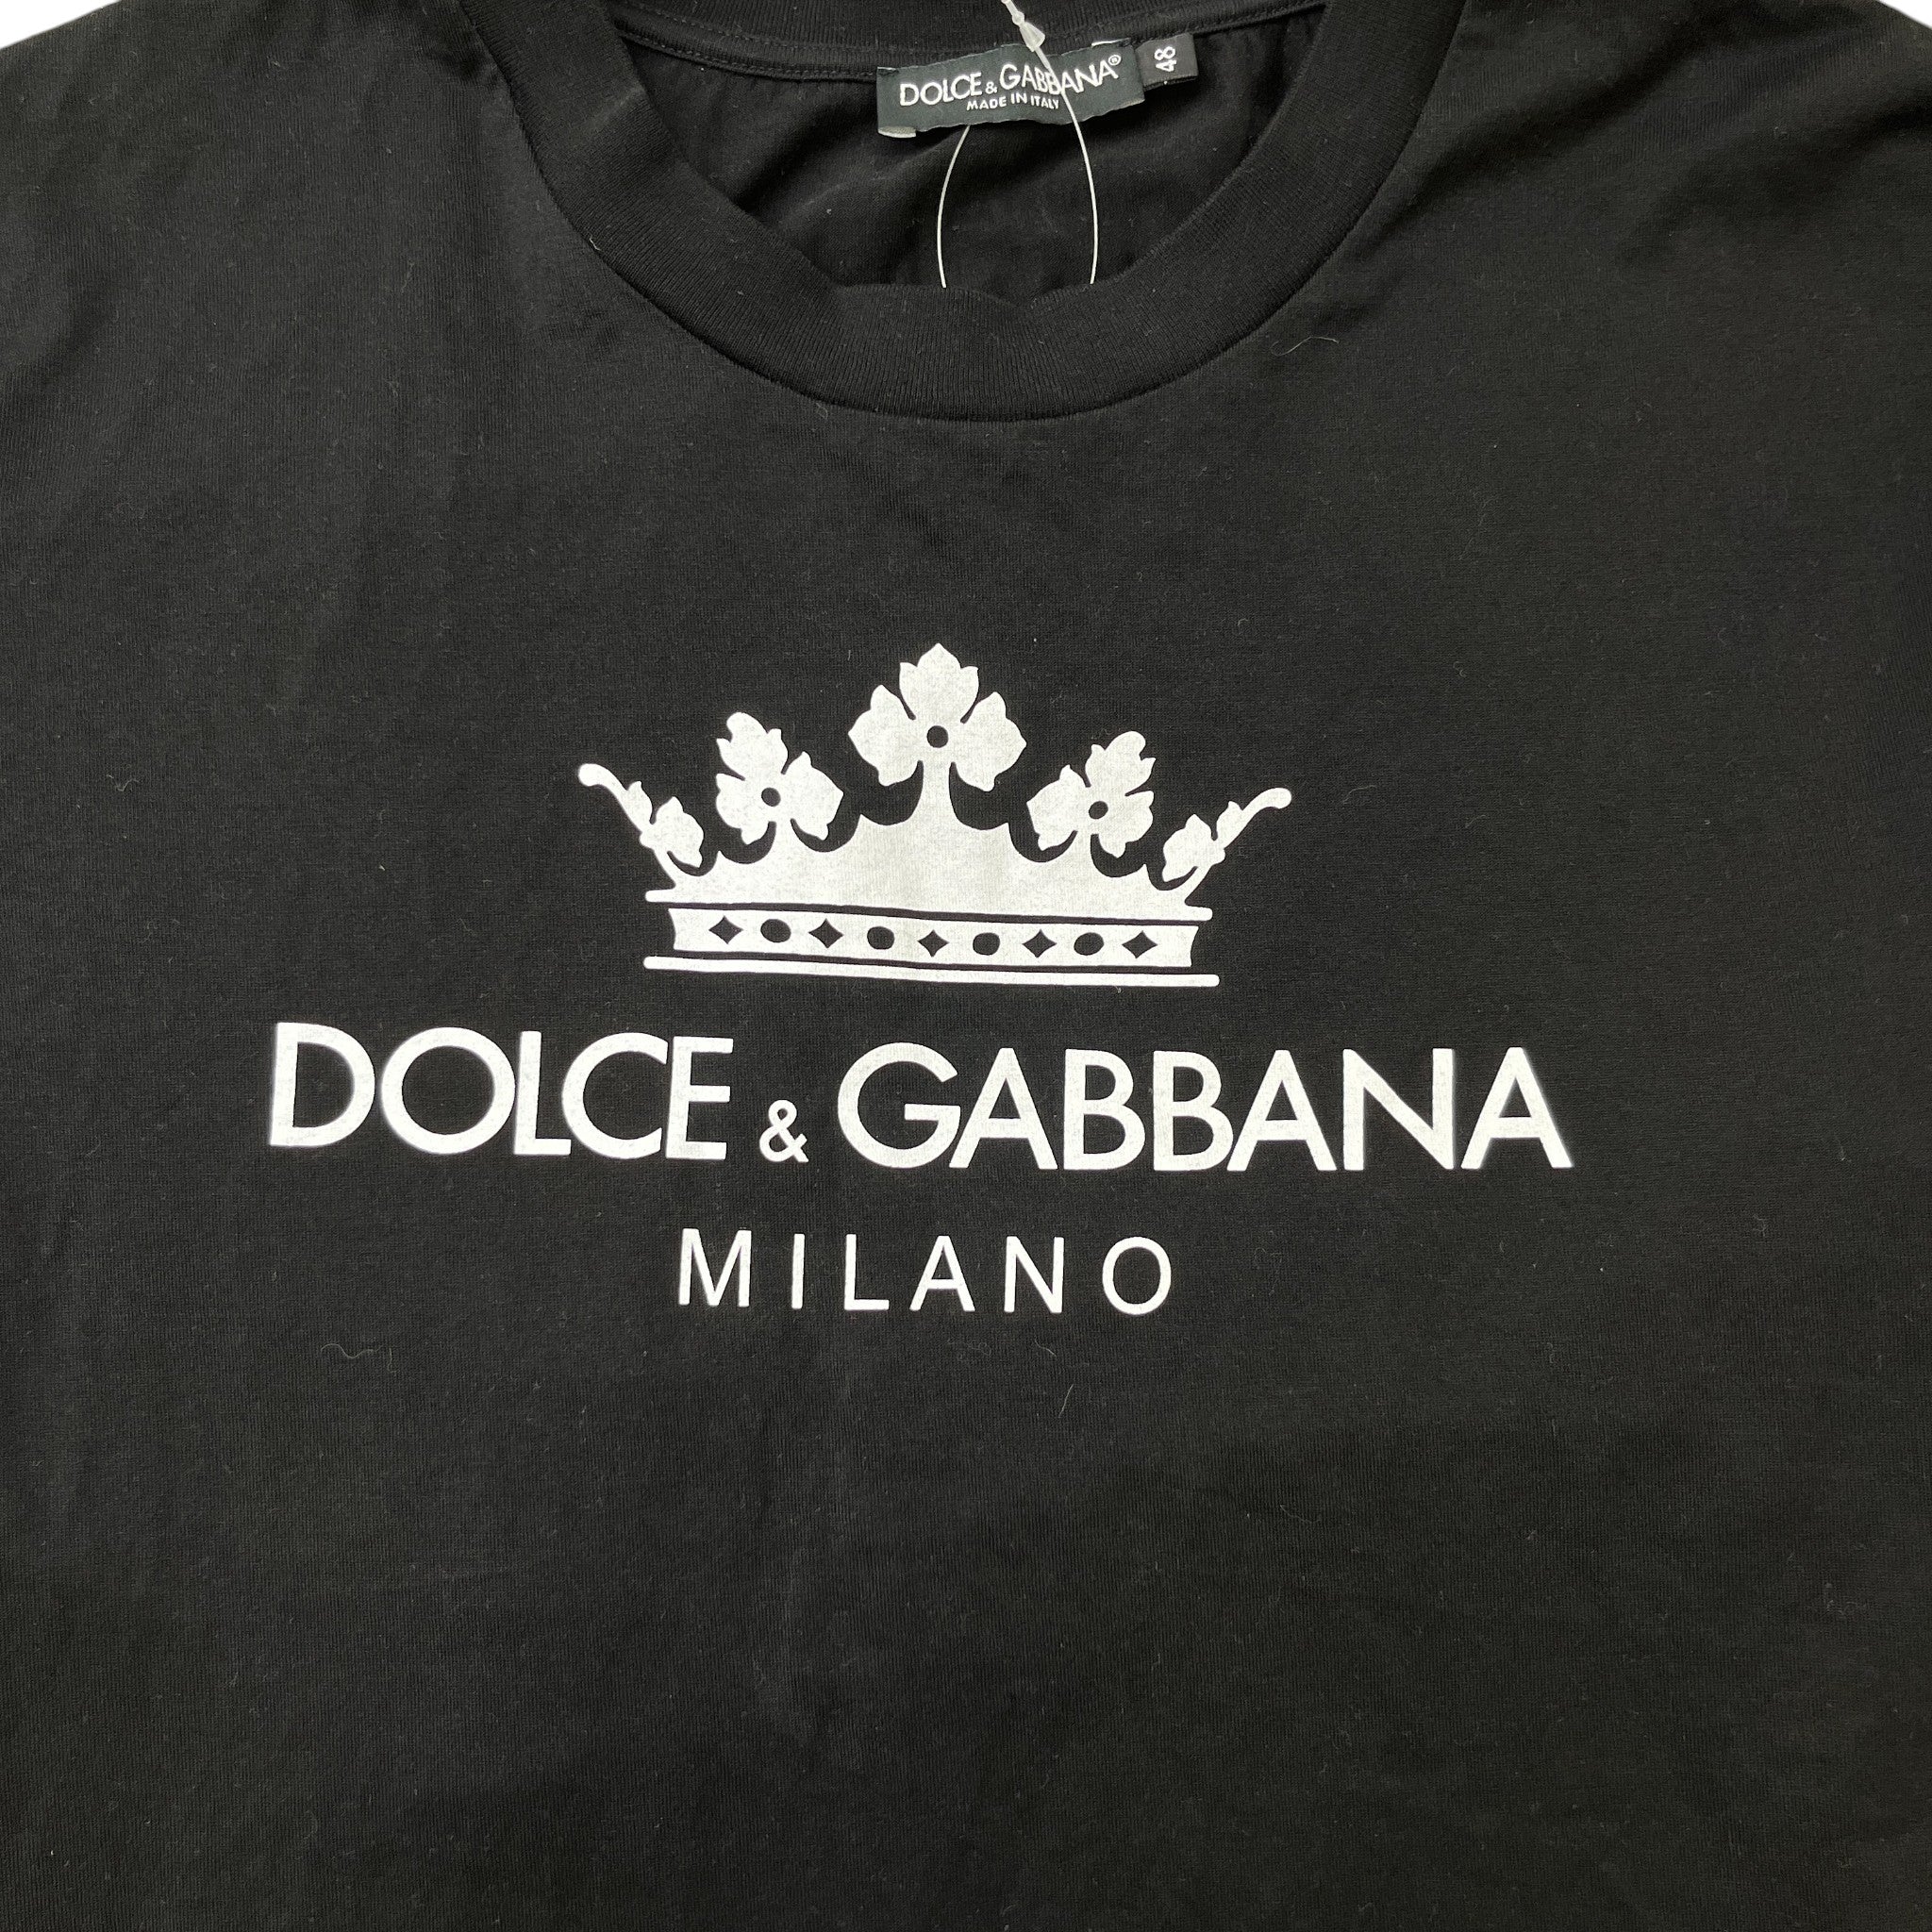 DOLCE & GABBANA® 48
MADE IN ITALY
DOLCE & GABBANA
MILANO